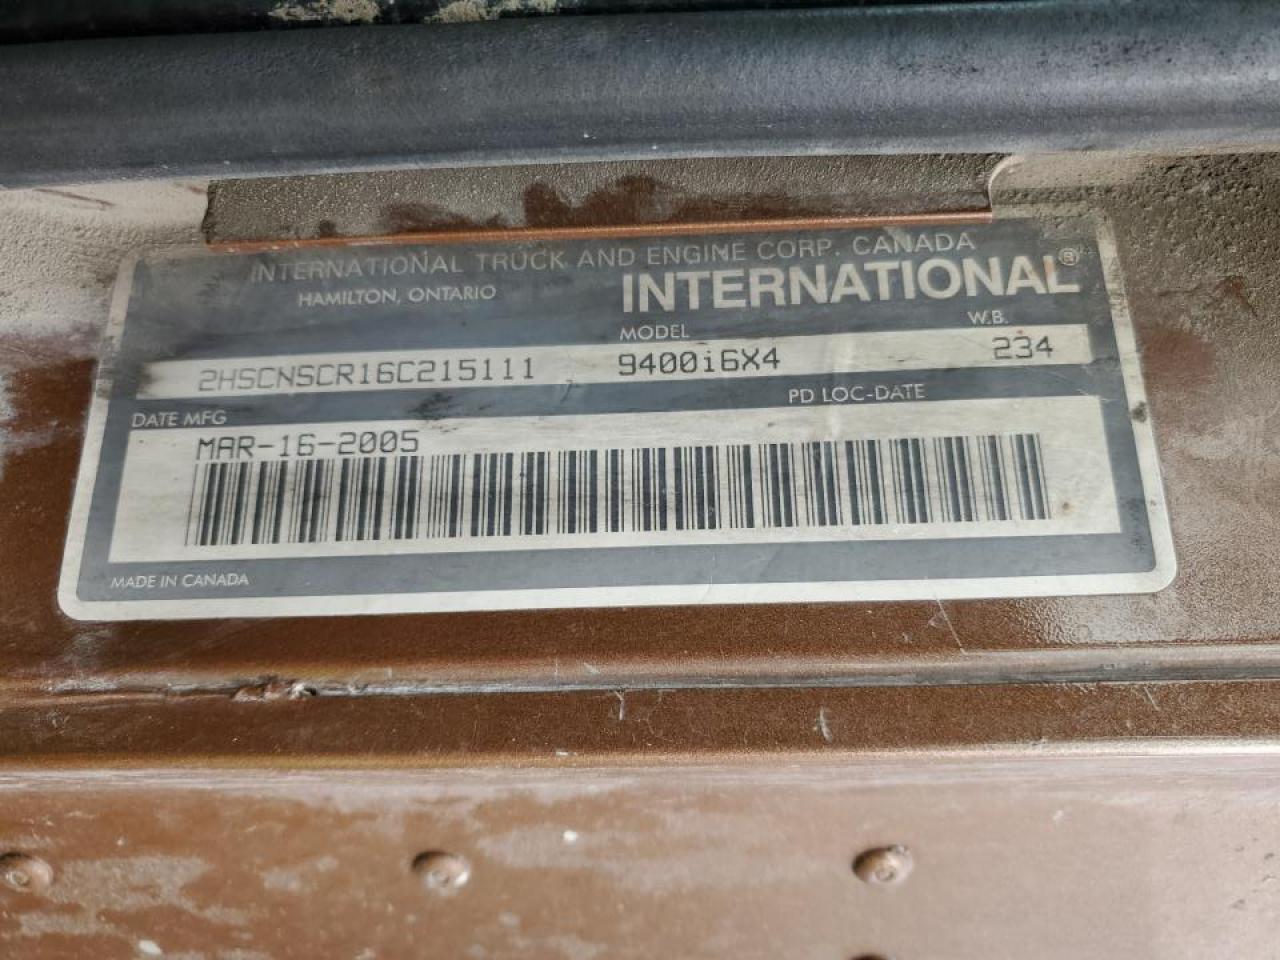 INTERNATIONAL TRUCK AND ENGINE CORP. CANADA
HAMILTON, ONTARIO
INTERNATIONAL®
MODEL W.B.
2HSCNSCR16C215111 9400i6X4 234
DATE MFG PD LOC-DATE
MAR-16-2005
MADE IN CANADA